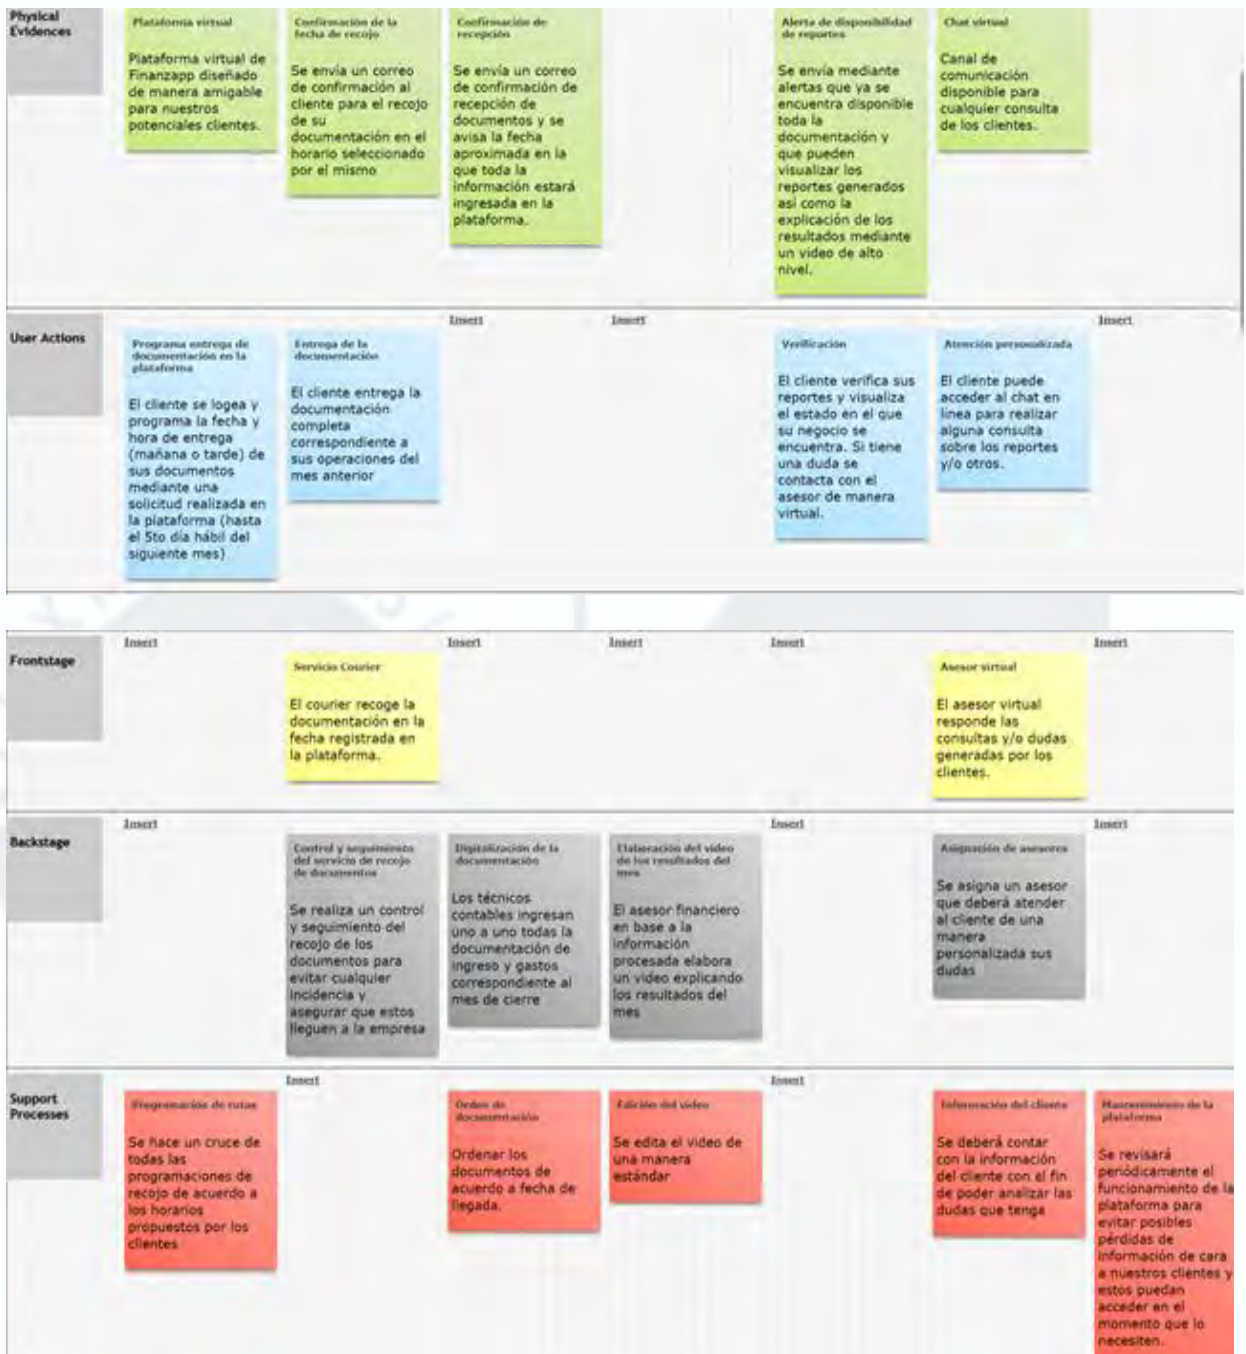 Physical
Evidences
Plataforma virtual
Plataforma virtual de
Finanzapp diseñado
de manera amigable
para nuestros
potenciales clientes.
Confirmación de la
fecha de recojo
Se envía un correo
de confirmación al
cliente para el recojo
de su
documentación en el
horario seleccionado
por el mismo
Confirmación de
recepción
Se envía un correo
de confirmación de
recepción de
documentos y se
avisa la fecha
aproximada en la
que toda la
información estará
ingresada en la
plataforma.
Alerta de disponibilidad
de reportes
Se envía mediante
alertas que ya se
encuentra disponible
toda la
documentación y
que pueden
visualizar los
reportes generados
así como la
explicación de los
resultados mediante
un video de alto
nivel.
Chat virtual
Canal de
comunicación
disponible para
cualquier consulta
de los clientes.
User Actions
Programa entrega de
documentación en la
plataforma
El cliente se logea y
programa la fecha y
hora de entrega
(mañana o tarde) de
sus documentos
mediante una
solicitud realizada en
la plataforma (hasta
el 5to día hábil del
siguiente mes)
Entrega de la
documentación
El cliente entrega la
documentación
completa
correspondiente a
sus operaciones del
mes anterior
Insert
Insert
Verificación
El cliente verifica sus
reportes y visualiza
el estado en el que
su negocio se
encuentra. Si tiene
una duda se
contacta con el
asesor de manera
virtual.
Atención personalizada
El cliente puede
acceder al chat en
línea para realizar
alguna consulta
sobre los reportes
y/o otros.
Insert
Frontstage
Insert
Servicio Courier
El courier recoge la
documentación en la
fecha registrada en
la plataforma.
Insert
Insert
Insert
Asesor virtual
El asesor virtual
responde las
consultas y/o dudas
generadas por los
clientes.
Insert
Backstage
Insert
Control y seguimiento
del servicio de recojo
de documentos
Se realiza un control
y seguimiento del
recojo de los
documentos para
evitar cualquier
incidencia y
asegurar que estos
lleguen a la empresa
Digitalización de la
documentación
Los técnicos
contables ingresan
uno a uno todas la
documentación de
ingreso y gastos
correspondiente al
mes de cierre
Elaboración del video
de los resultados del
mes
El asesor financiero
en base a la
información
procesada elabora
un video explicando
los resultados del
mes
Insert
Asignación de asesores
Se asigna un asesor
que deberá atender
al cliente de una
manera
personalizada sus
dudas
Insert
Support
Processes
Programación de rutas
Se hace un cruce de
todas las
programaciones de
recojo de acuerdo a
los horarios
propuestos por los
clientes
Insert
Orden de
documentación
Ordenar los
documentos de
acuerdo a fecha de
llegada.
Edición del video
Se edita el video de
una manera
estándar
Insert
Información del cliente
Se deberá contar
con la información
del cliente con el fin
de poder analizar las
dudas que tenga
Mantenimiento de la
plataforma
Se revisará
periódicamente el
funcionamiento de la
plataforma para
evitar posibles
pérdidas de
información de cara
a nuestros clientes y
estos puedan
acceder en el
momento que lo
necesiten.